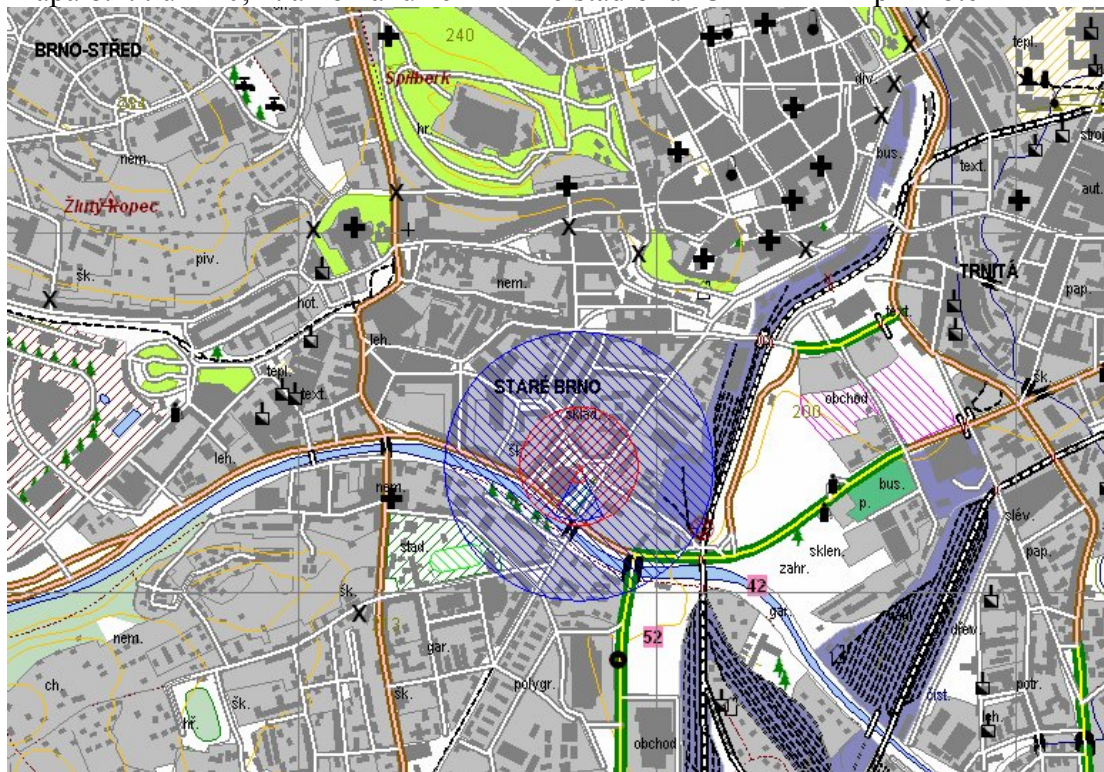 BRNO-STŘED
240
tepl.
Špilberk
div.
hr.
nem.
bus.
text.
stroj.
aut.
Žlutý kopec
piv.
šk.
TRNITÁ
hot.
nem.
pap.
leh.
text.
šk.
tepl.
text.
STARÉ BRNO
sklad.
obchod
200
šk.
leh.
nem.
bus.
p.
slév.
stad.
sklen.
pap.
zahr.
42
šk.
gar.
nem.
52
gar.
dřev.
ch.
šk.
hř.
šk.
polygr.
potr.
čist.
leh.
obchod